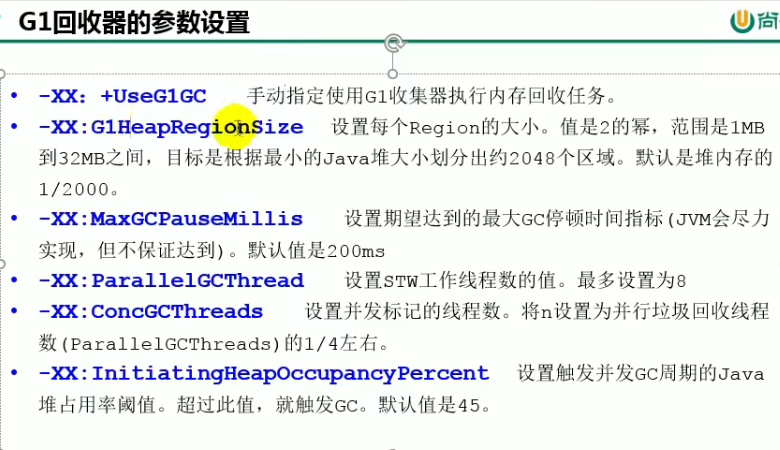 G1回收器的参数设置
尚
• -XX：+UseG1GC 手动指定使用G1收集器执行内存回收任务。
• -XX:G1HeapRegionSize 设置每个Region的大小。值是2的幂，范围是1MB
到32MB之间，目标是根据最小的Java堆大小划分出约2048个区域。默认是堆内存的
1/2000。
• -XX:MaxGCPauseMillis 设置期望达到的最大GC停顿时间指标(JVM会尽力
实现，但不保证达到)。默认值是200ms
• -XX:ParallelGCThread 设置STW工作线程数的值。最多设置为8
• -XX:ConcGCThreads 设置并发标记的线程数。将n设置为并行垃圾回收线程
数(ParallelGCThreads)的1/4左右。
• -XX:InitiatingHeapOccupancyPercent 设置触发并发GC周期的Java
堆占用率阈值。超过此值，就触发GC。默认值是45。